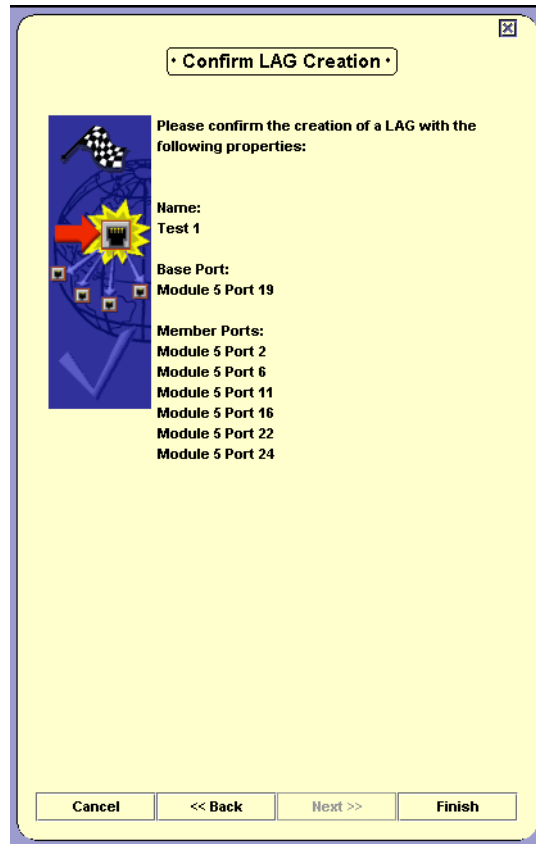 • Confirm LAG Creation •
Please confirm the creation of a LAG with the
following properties:
Name:
Test 1
Base Port:
Module 5 Port 19
Member Ports:
Module 5 Port 2
Module 5 Port 6
Module 5 Port 11
Module 5 Port 16
Module 5 Port 22
Module 5 Port 24
Cancel
<< Back
Next >>
Finish